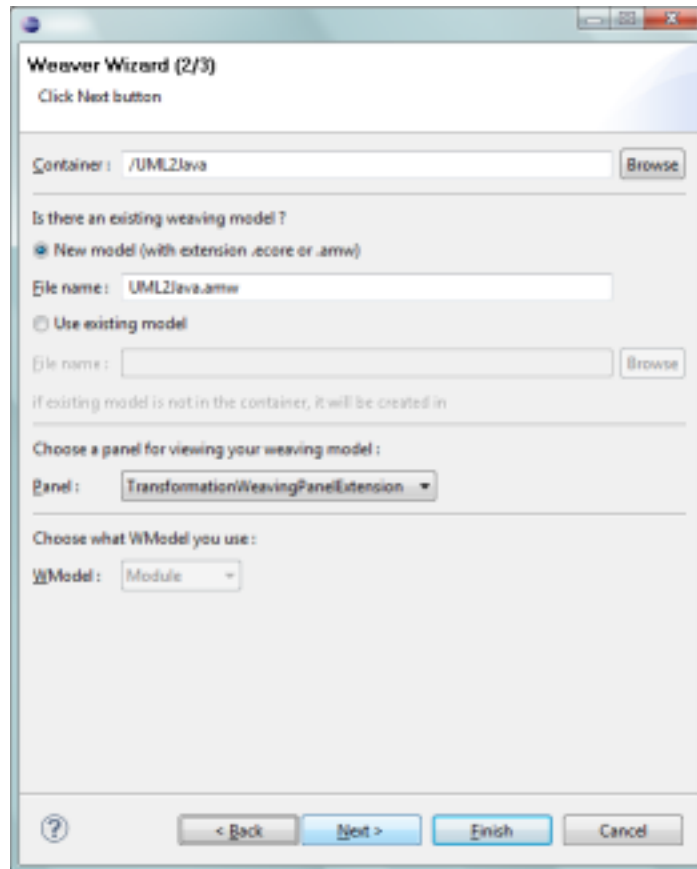 Weaver Wizard (2/3)
Click Next button
Container : /UML2Java Browse
Is there an existing weaving model ?
New model (with extension .ecore or .amw)
File name : UML2Java.amw
Use existing model
File name : Browse
if existing model is not in the container, it will be created in
Choose a panel for viewing your weaving model :
Panel : TransformationWeavingPanelExtension
Choose what WModel you use :
WModel : Module
< Back Next > Finish Cancel